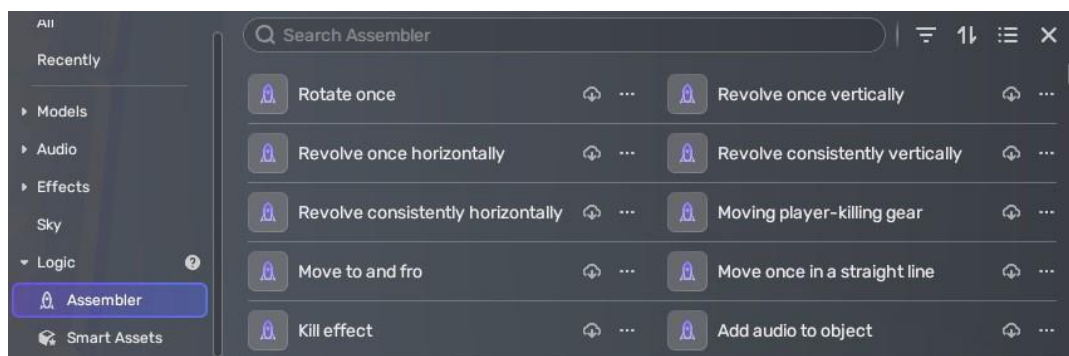 All
Recently
Models
Audio
Effects
Sky
Logic
Assembler
Smart Assets
Search Assembler
Rotate once
Revolve once vertically
Revolve once horizontally
Revolve consistently vertically
Revolve consistently horizontally
Moving player-killing gear
Move to and fro
Move once in a straight line
Kill effect
Add audio to object